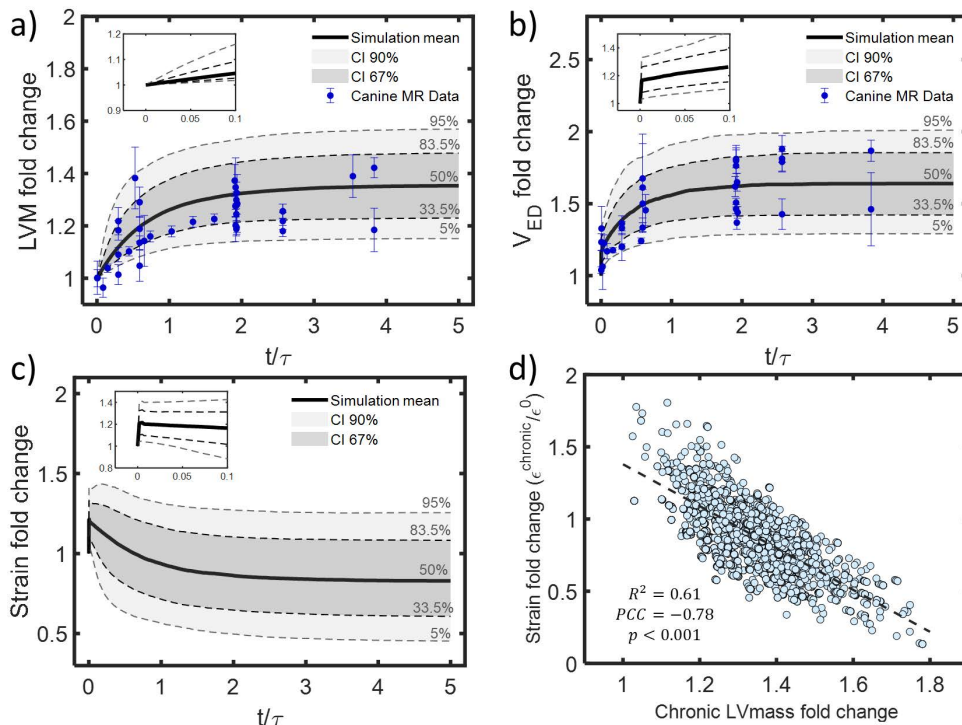 a)
LVM fold change
2
1.8
1.6
1.4
1.2
1
1.2
1.1
1
0.9
0 0.05 0.1
Simulation mean
CI 90%
CI 67%
Canine MR Data
95%
83.5%
50%
33.5%
5%
0 1 2 3 4 5
t/τ
b)
V_ED fold change
2.5
2
1.5
1
1.4
1.2
1
0 0.05 0.1
Simulation mean
CI 90%
CI 67%
Canine MR Data
95%
83.5%
50%
33.5%
5%
0 1 2 3 4 5
t/τ
c)
Strain fold change
2
1.5
1
0.5
1.4
1.2
1
0.8
0 0.05 0.1
Simulation mean
CI 90%
CI 67%
95%
83.5%
50%
33.5%
5%
0 1 2 3 4 5
t/τ
d)
Strain fold change (ϵ^chronic/ϵ^0)
2
1.5
1
0.5
0
R² = 0.61
PCC = −0.78
p < 0.001
1 1.2 1.4 1.6 1.8
Chronic LVmass fold change